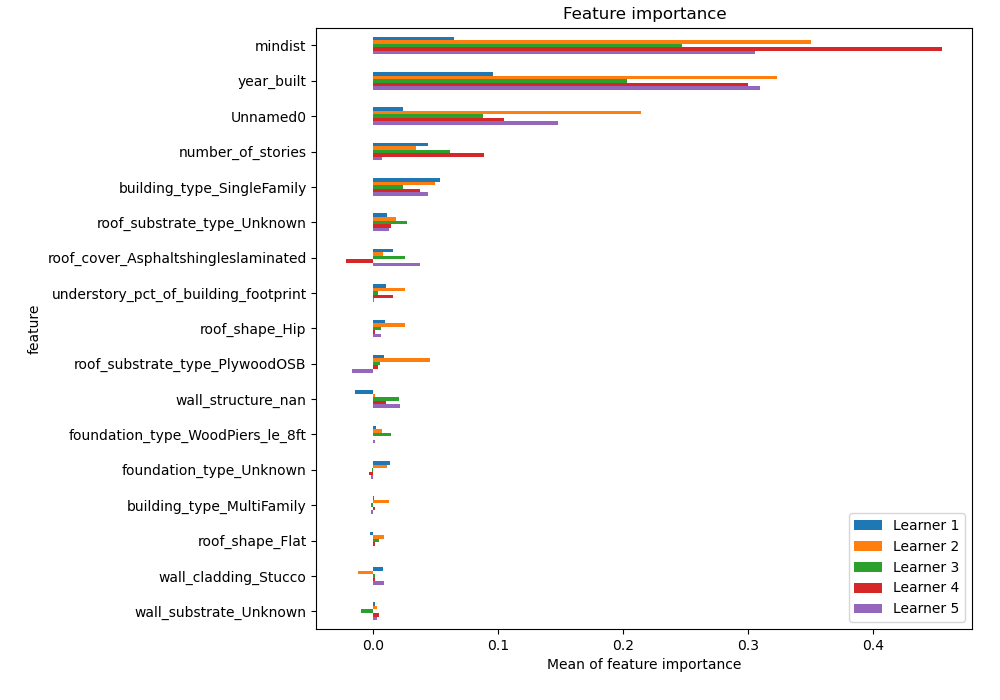 Feature importance
mindist
year_built
Unnamed0
number_of_stories
building_type_SingleFamily
roof_substrate_type_Unknown
roof_cover_Asphaltshingleslaminated
understory_pct_of_building_footprint
roof_shape_Hip
roof_substrate_type_PlywoodOSB
wall_structure_nan
foundation_type_WoodPiers_le_8ft
foundation_type_Unknown
building_type_MultiFamily
roof_shape_Flat
wall_cladding_Stucco
wall_substrate_Unknown
feature
Learner 1
Learner 2
Learner 3
Learner 4
Learner 5
0.0 0.1 0.2 0.3 0.4
Mean of feature importance